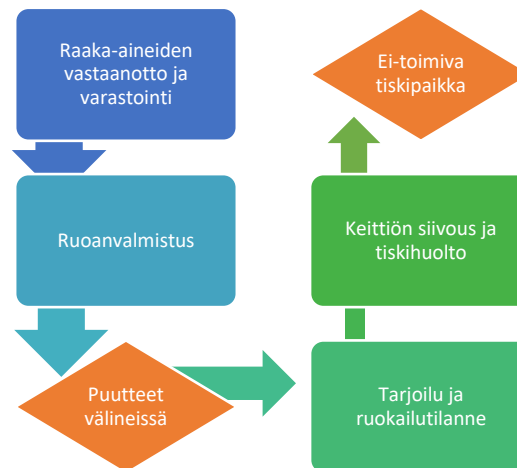 Raaka-aineiden
vastaanotto ja
varastointi
Ruoanvalmistus
Puutteet
välineissä
Tarjoilu ja
ruokailutilanne
Keittiön siivous ja
tiskihuolto
Ei-toimiva
tiskipaikka